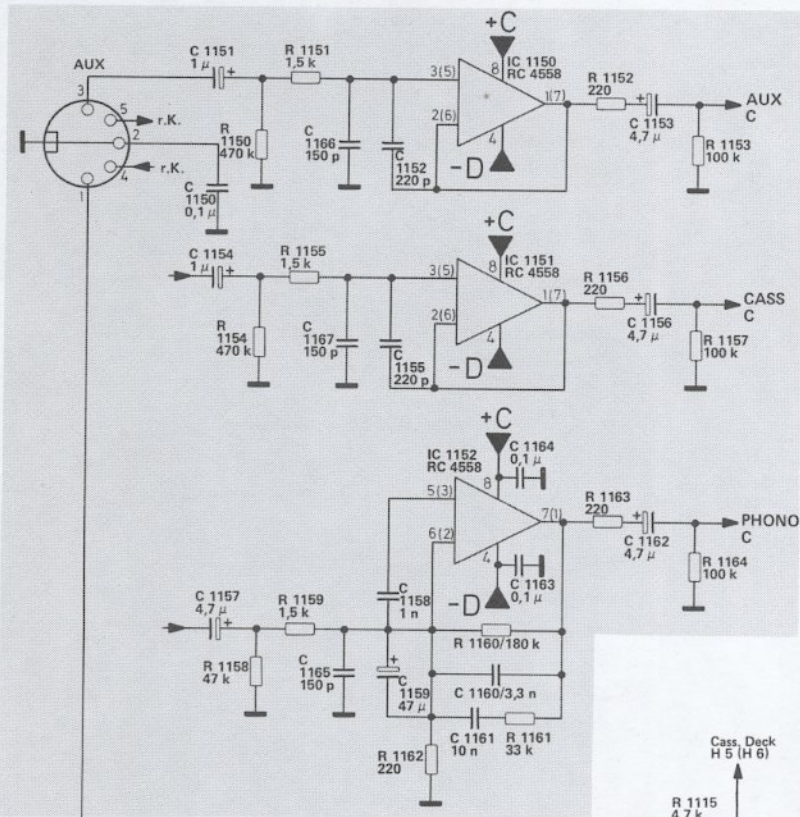 AUX
3
5
r.K.
2
r.K.
4
1
C 1151
1 µ
+
R 1151
1,5 k
R
1150
470 k
C
1150
0,1 µ
C
1166
150 p
C
1152
220 p
+C
IC 1150
RC 4558
8
3(5)
2(6)
1(7)
4
-D
R 1152
220
+
C
1153
4,7 µ
R 1153
100 k
AUX
C
C 1154
1 µ
+
R 1155
1,5 k
R
1154
470 k
C
1167
150 p
C
1155
220 p
+C
IC 1151
RC 4558
8
3(5)
2(6)
1(7)
4
-D
R 1156
220
+
C 1156
4,7 µ
R 1157
100 k
CASS
C
+C
IC 1152
RC 4558
C 1164
0,1 µ
8
5(3)
6(2)
7(1)
4
C 1163
0,1 µ
-D
R 1163
220
+
C 1162
4,7 µ
R 1164
100 k
PHONO
C
C 1157
4,7 µ
+
R 1159
1,5 k
R 1158
47 k
C
1165
150 p
C
1158
1 n
+
C
1159
47 µ
R 1160/180 k
C 1160/3,3 n
C
1161
10 n
R 1161
33 k
R 1162
220
Cass. Deck
H 5 (H 6)
R 1115
4,7 k